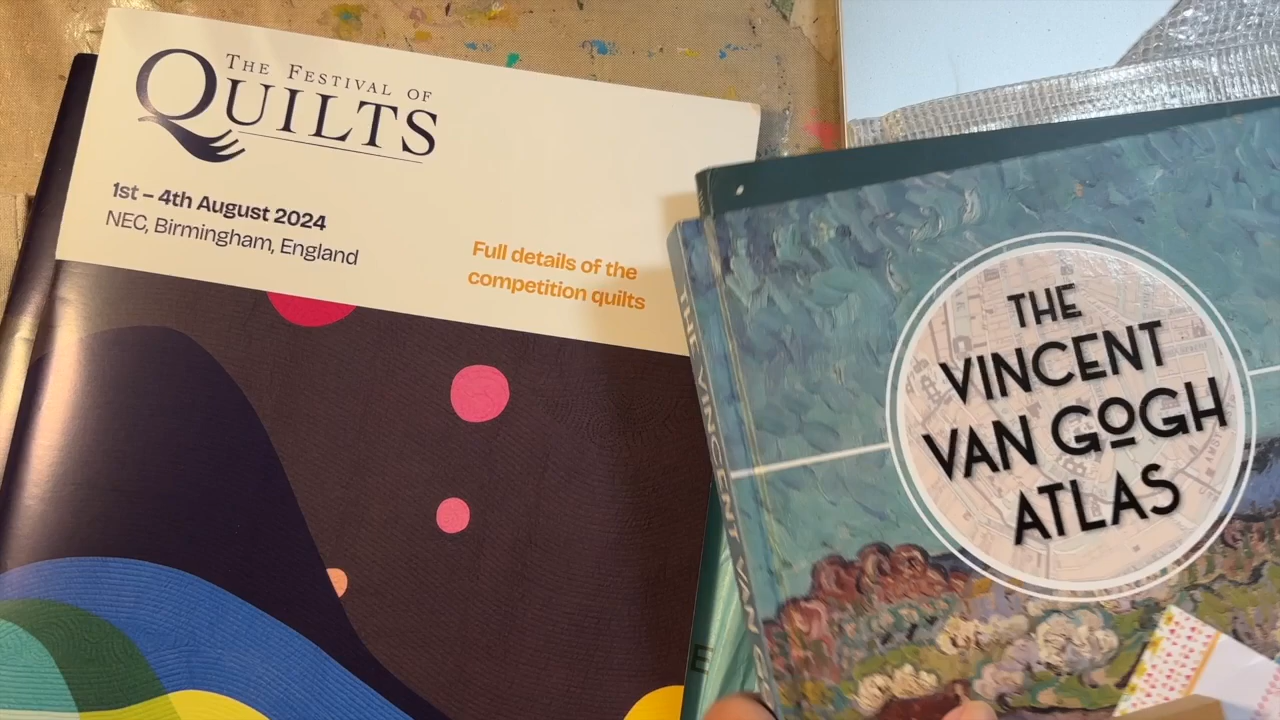 THE FESTIVAL OF
QUILTS
1st – 4th August 2024
NEC, Birmingham, England
Full details of the
competition quilts
THE
VINCENT
VAN GOGH
ATLAS
THE VINCENT VAN G
E